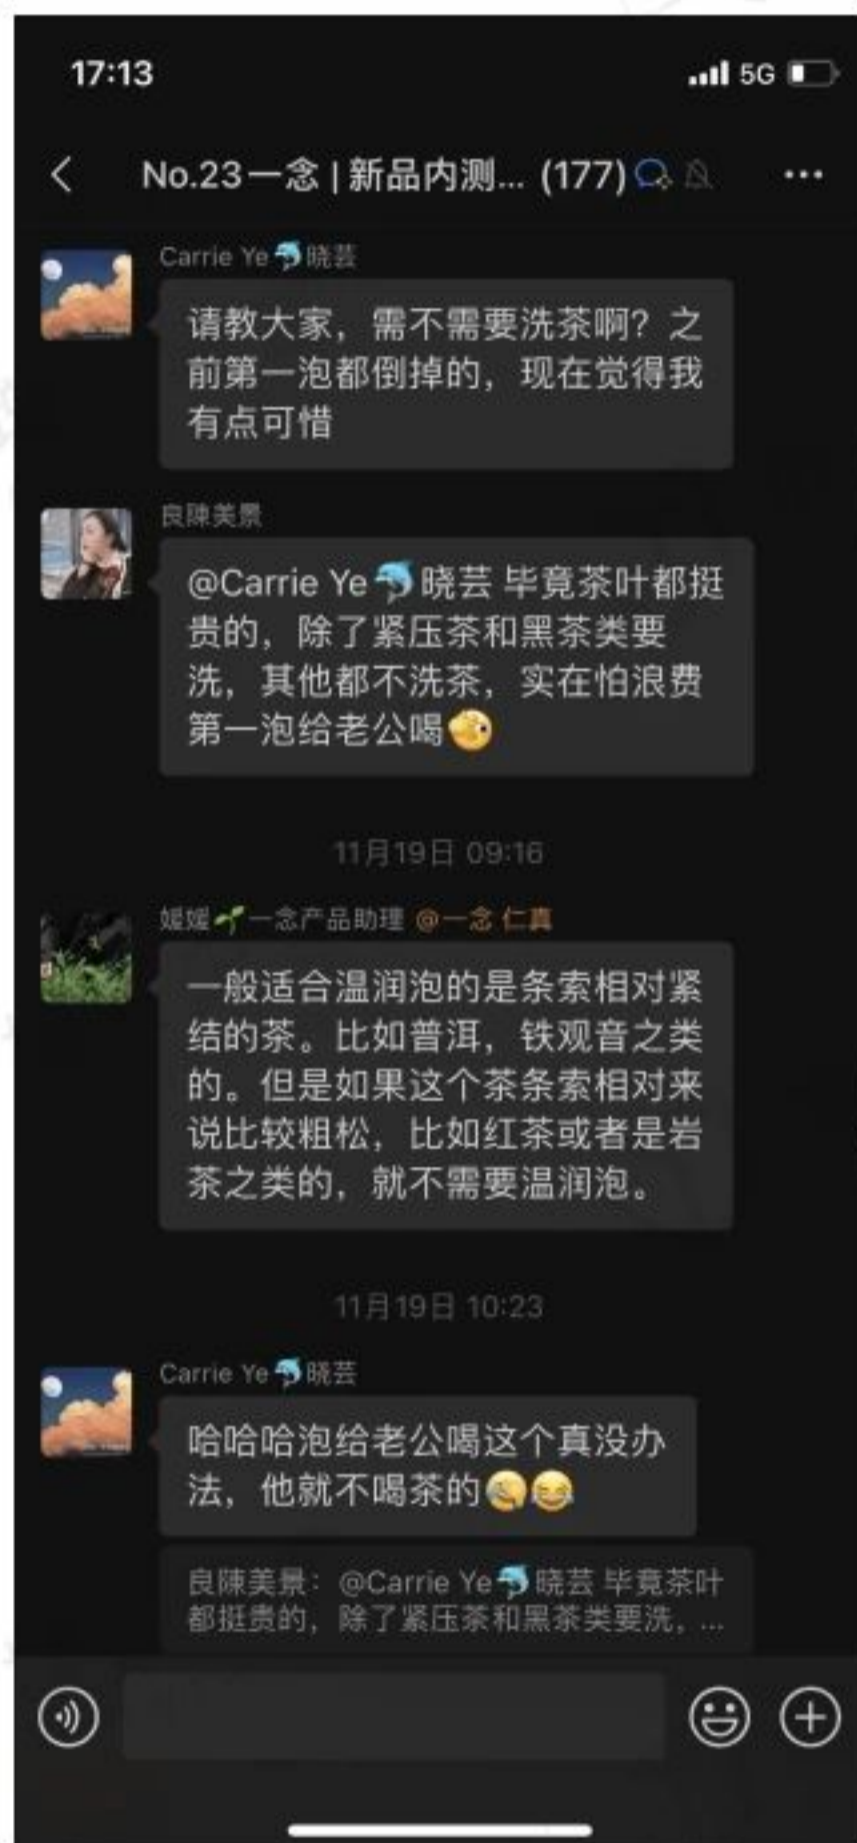 17:13
5G
No.23一念 | 新品内测... (177)
Carrie Ye🐬晓芸
请教大家，需不需要洗茶啊？之
前第一泡都倒掉的，现在觉得我
有点可惜
良陳美景
@Carrie Ye🐬晓芸 毕竟茶叶都挺
贵的，除了紧压茶和黑茶类要
洗，其他都不洗茶，实在怕浪费
第一泡给老公喝
11月19日 09:16
媛媛🌱一念产品助理 @一念 仁真
一般适合温润泡的是条索相对紧
结的茶。比如普洱，铁观音之类
的。但是如果这个茶条索相对来
说比较粗松，比如红茶或者是岩
茶之类的，就不需要温润泡。
11月19日 10:23
Carrie Ye🐬晓芸
哈哈哈泡给老公喝这个真没办
法，他就不喝茶的🤣😂
良陳美景：@Carrie Ye🐬晓芸 毕竟茶叶
都挺贵的，除了紧压茶和黑茶类要洗，...